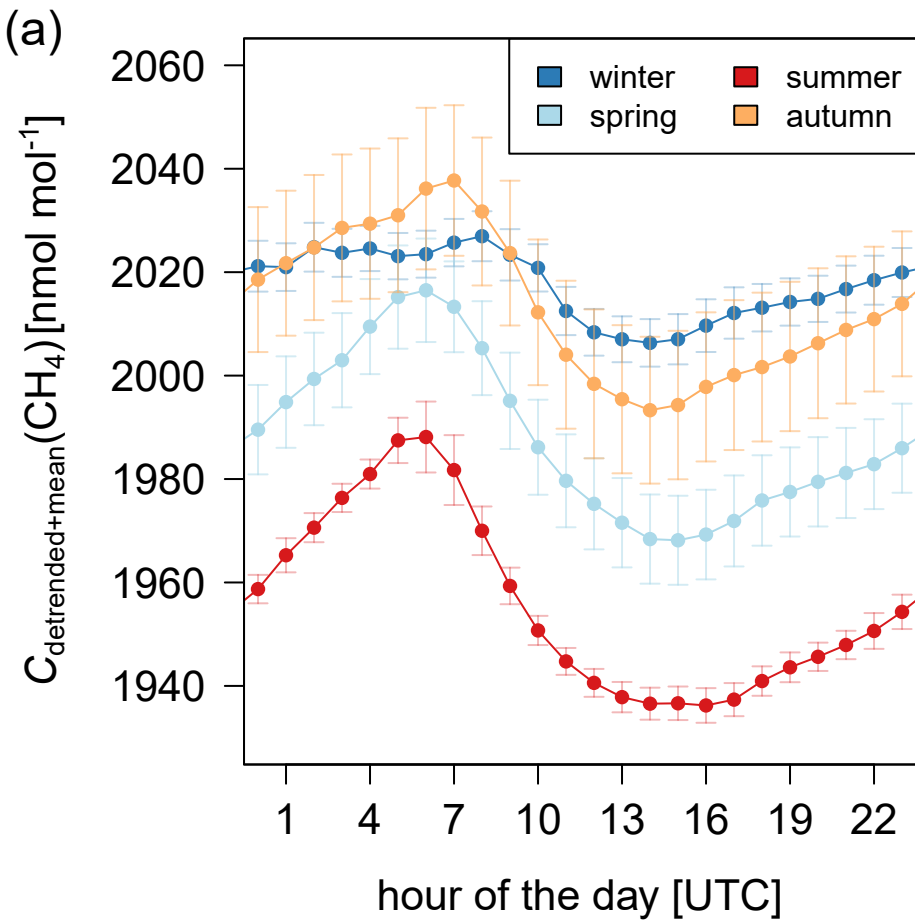 (a)
winter
summer
spring
autumn
C_detrended+mean(CH₄) [nmol mol⁻¹]
2060
2040
2020
2000
1980
1960
1940
1 4 7 10 13 16 19 22
hour of the day [UTC]